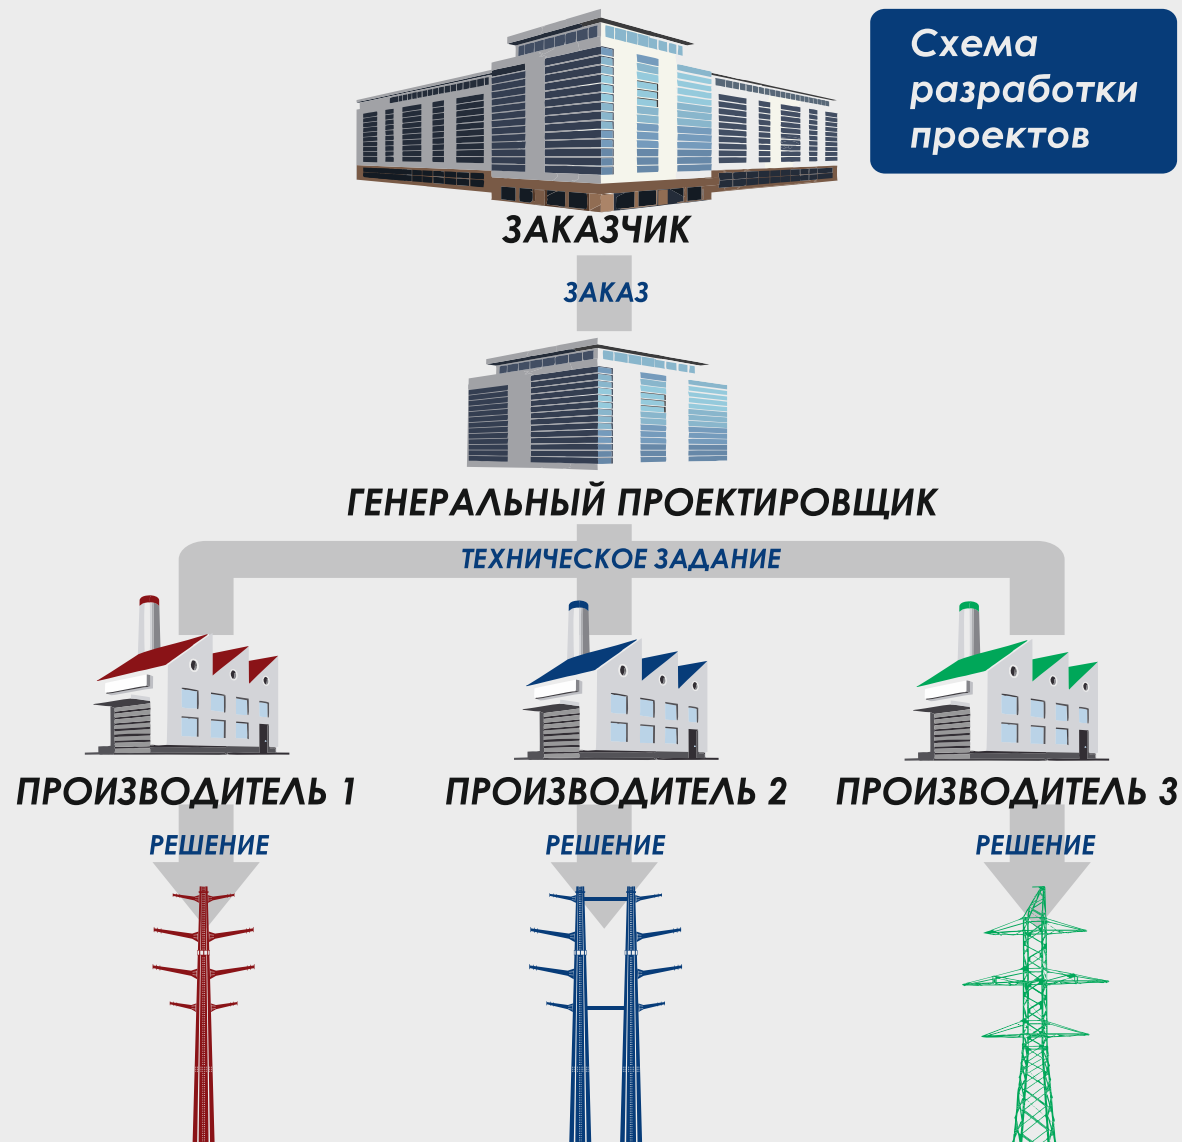 Схема
разработки
проектов
ЗАКАЗЧИК
ЗАКАЗ
ГЕНЕРАЛЬНЫЙ ПРОЕКТИРОВЩИК
ТЕХНИЧЕСКОЕ ЗАДАНИЕ
ПРОИЗВОДИТЕЛЬ 1
ПРОИЗВОДИТЕЛЬ 2
ПРОИЗВОДИТЕЛЬ 3
РЕШЕНИЕ
РЕШЕНИЕ
РЕШЕНИЕ